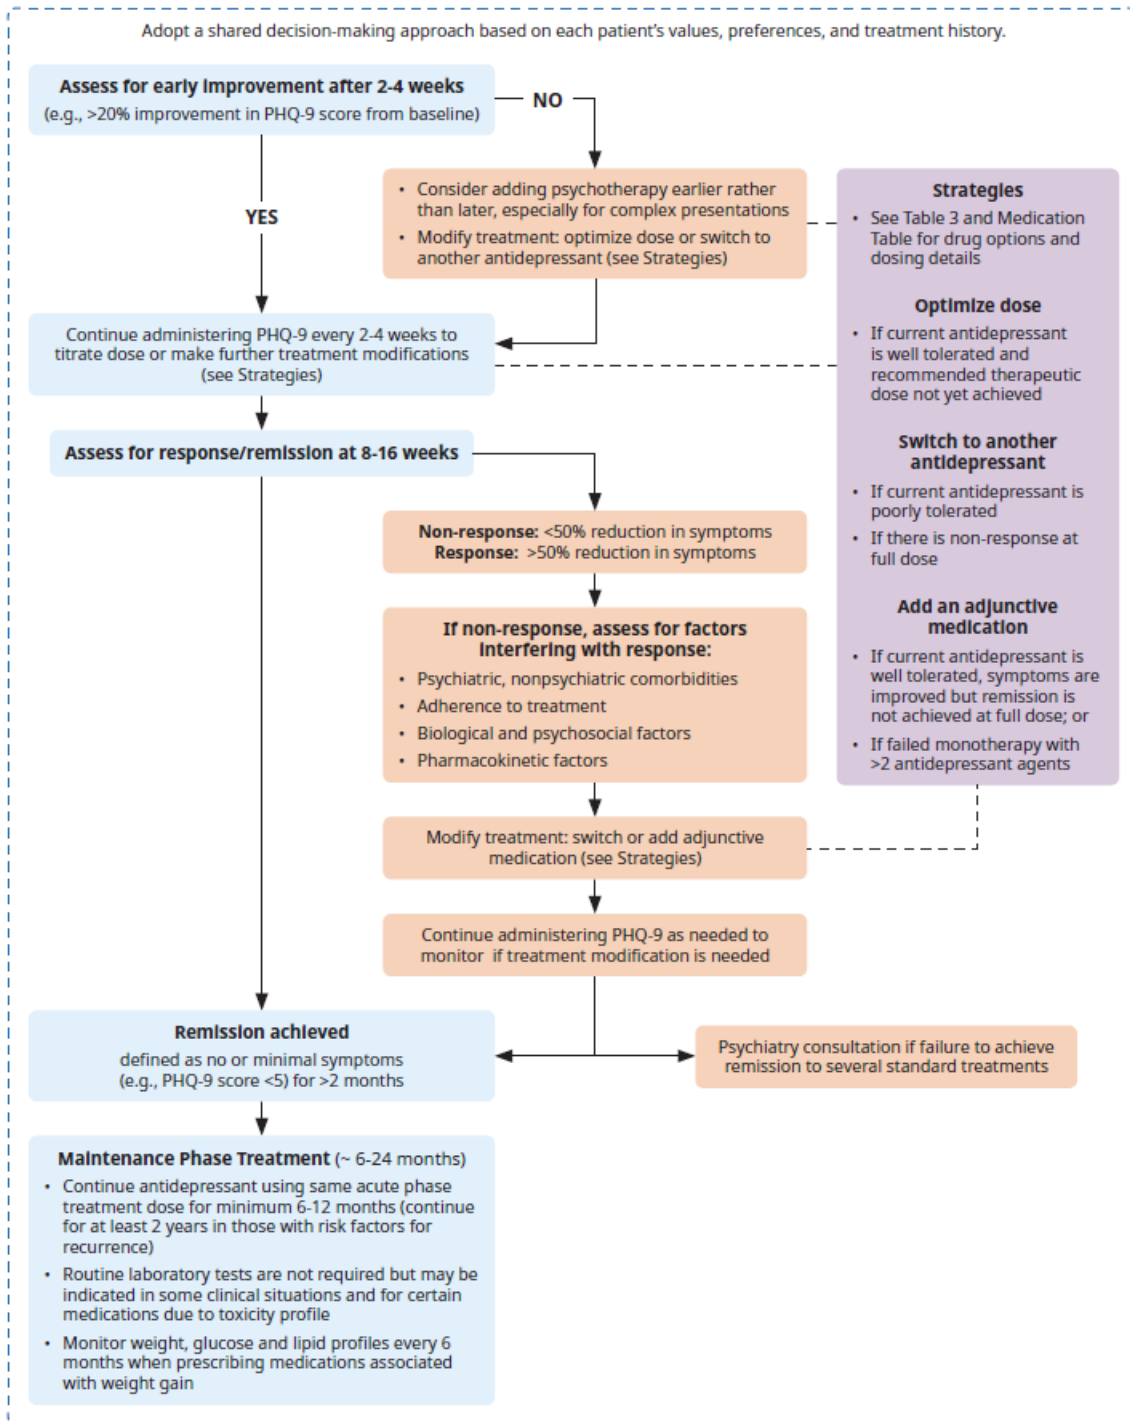 Adopt a shared decision-making approach based on each patient's values, preferences, and treatment history.
Assess for early improvement after 2-4 weeks
(e.g., >20% improvement in PHQ-9 score from baseline)
NO
YES
• Consider adding psychotherapy earlier rather
than later, especially for complex presentations
• Modify treatment: optimize dose or switch to
another antidepressant (see Strategies)
Continue administering PHQ-9 every 2-4 weeks to
titrate dose or make further treatment modifications
(see Strategies)
Assess for response/remission at 8-16 weeks
Non-response: <50% reduction in symptoms
Response: >50% reduction in symptoms
If non-response, assess for factors
interfering with response:
• Psychiatric, nonpsychiatric comorbidities
• Adherence to treatment
• Biological and psychosocial factors
• Pharmacokinetic factors
Modify treatment: switch or add adjunctive
medication (see Strategies)
Continue administering PHQ-9 as needed to
monitor if treatment modification is needed
Strategies
• See Table 3 and Medication
Table for drug options and
dosing details
Optimize dose
• If current antidepressant
is well tolerated and
recommended therapeutic
dose not yet achieved
Switch to another
antidepressant
• If current antidepressant is
poorly tolerated
• If there is non-response at
full dose
Add an adjunctive
medication
• If current antidepressant is
well tolerated, symptoms are
improved but remission is
not achieved at full dose; or
• If failed monotherapy with
>2 antidepressant agents
Remission achieved
defined as no or minimal symptoms
(e.g., PHQ-9 score <5) for >2 months
Psychiatry consultation if failure to achieve
remission to several standard treatments
Maintenance Phase Treatment (~ 6-24 months)
• Continue antidepressant using same acute phase
treatment dose for minimum 6-12 months (continue
for at least 2 years in those with risk factors for
recurrence)
• Routine laboratory tests are not required but may be
indicated in some clinical situations and for certain
medications due to toxicity profile
• Monitor weight, glucose and lipid profiles every 6
months when prescribing medications associated
with weight gain